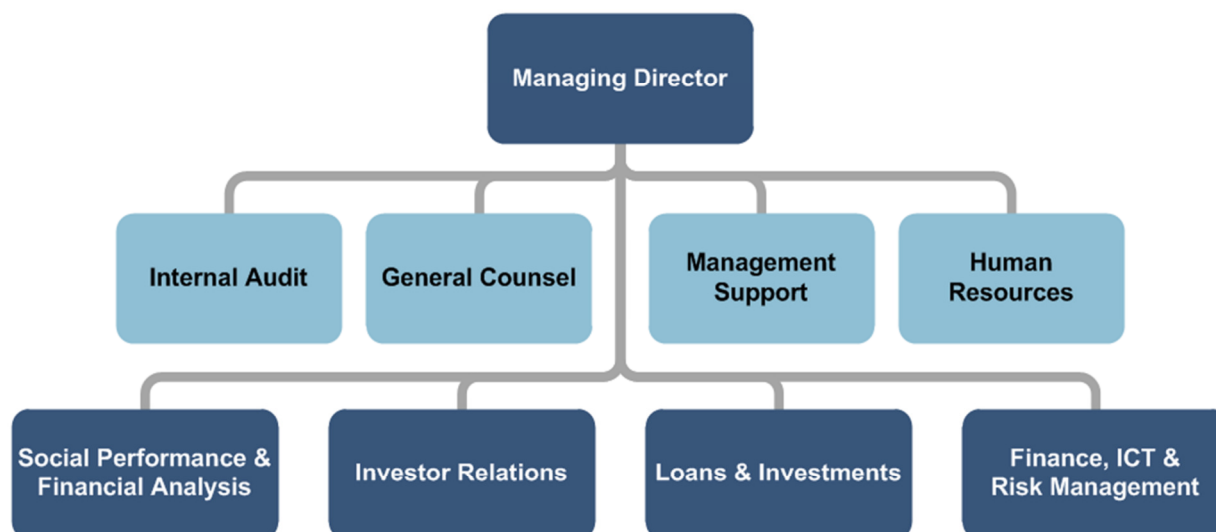 Managing Director
Internal Audit
General Counsel
Management
Support
Human
Resources
Social Performance &
Financial Analysis
Investor Relations
Loans & Investments
Finance, ICT &
Risk Management